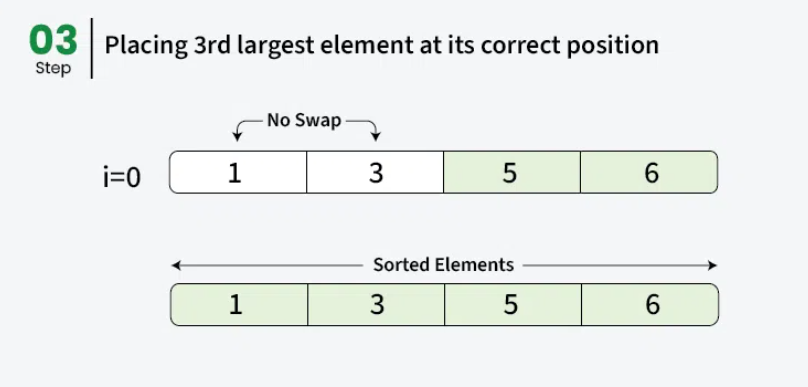 03
Step
Placing 3rd largest element at its correct position
No Swap
i=0 1 3 5 6
Sorted Elements
1 3 5 6